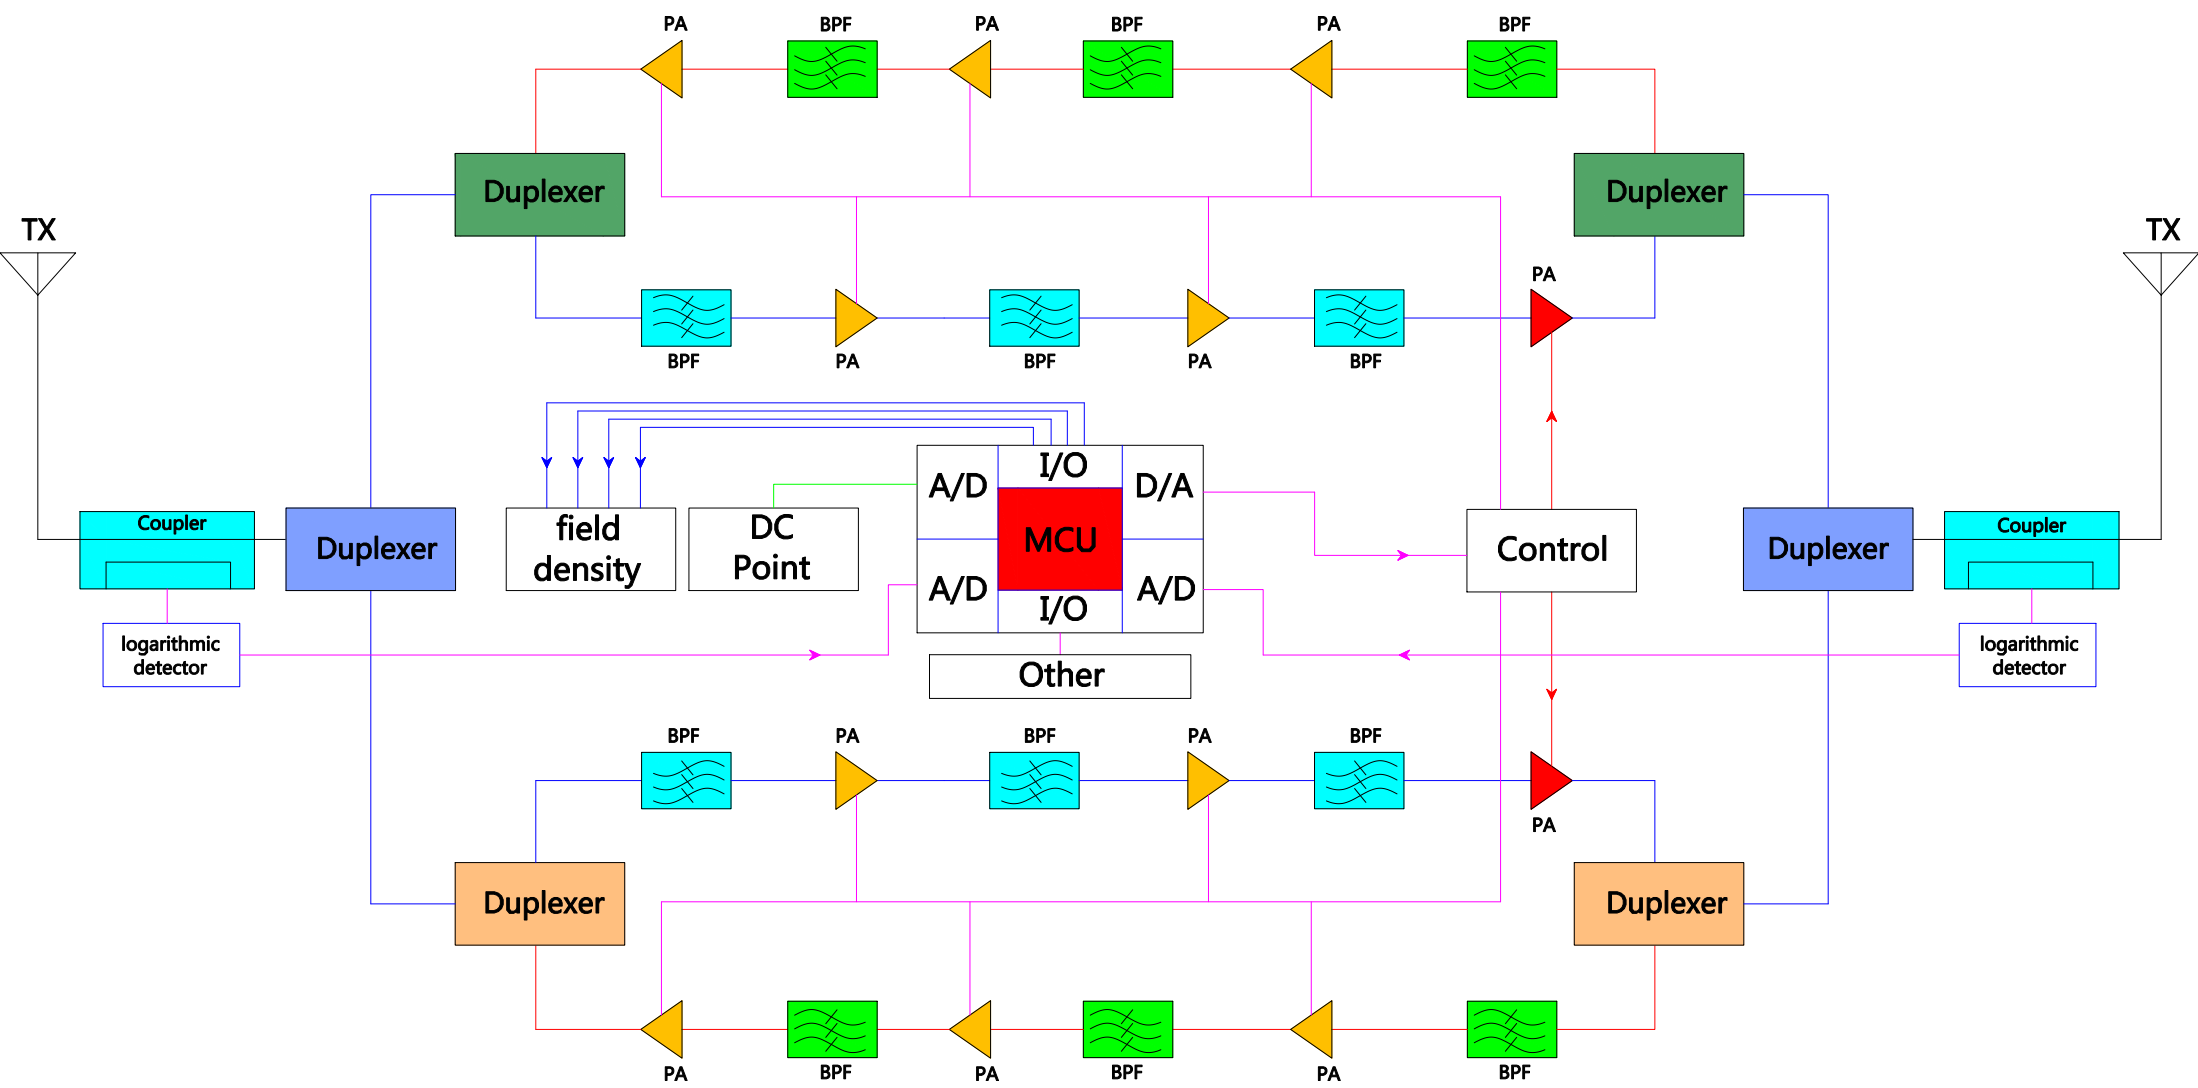 PA BPF PA BPF PA BPF
Duplexer Duplexer
TX TX
PA
BPF PA BPF PA BPF
I/O
A/D D/A
field
density
DC
Point
MCU
Control
Coupler Coupler
Duplexer Duplexer
A/D A/D
I/O
logarithmic
detector
logarithmic
detector
Other
BPF PA BPF PA BPF
PA
Duplexer Duplexer
PA BPF PA BPF PA BPF